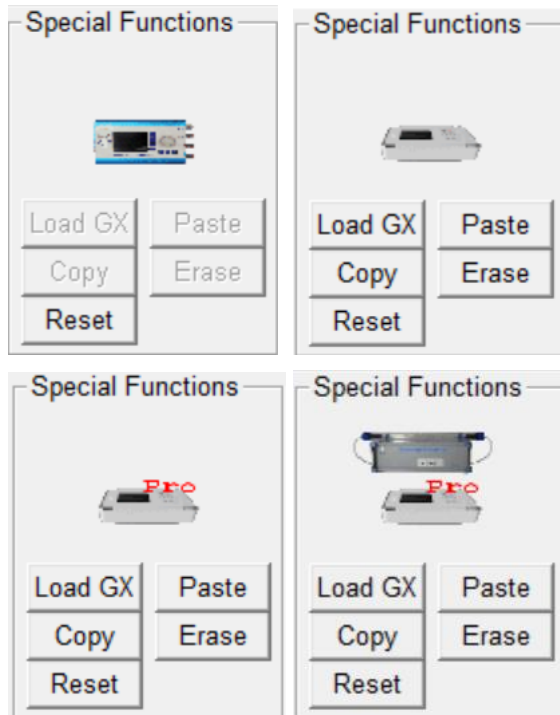 Special Functions
Load GX Paste
Copy Erase
Reset
Special Functions
Load GX Paste
Copy Erase
Reset
Special Functions
Pro
Load GX Paste
Copy Erase
Reset
Special Functions
Pro
Load GX Paste
Copy Erase
Reset